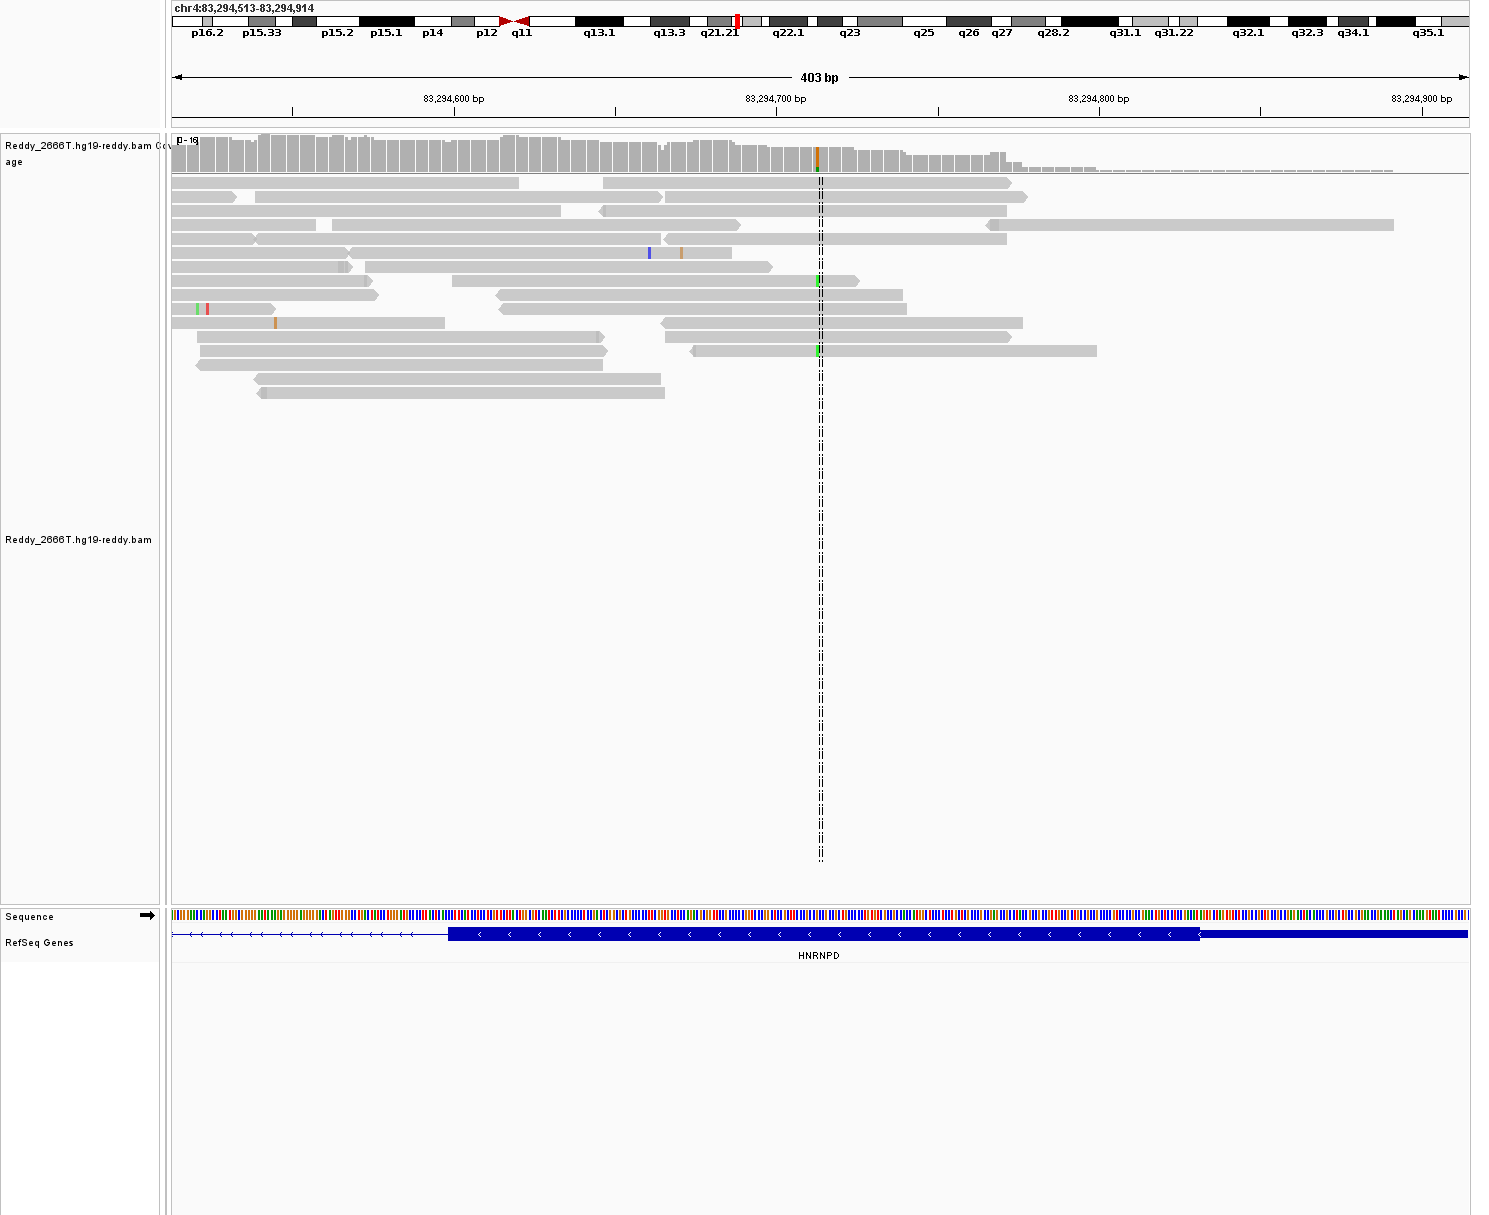 chr4:83,294,513-83,294,914
p16.2 p15.33 p15.2 p15.1 p14 p12 q11 q13.1 q13.3 q21.21 q22.1 q23 q25 q26 q27 q28.2 q31.1 q31.22 q32.1 q32.3 q34.1 q35.1
403 bp
83,294,600 bp 83,294,700 bp 83,294,800 bp 83,294,900 bp
[0 - 16]
Reddy_2666T.hg19-reddy.bam Cov
age
Reddy_2666T.hg19-reddy.bam
Sequence
RefSeq Genes
HNRNPD